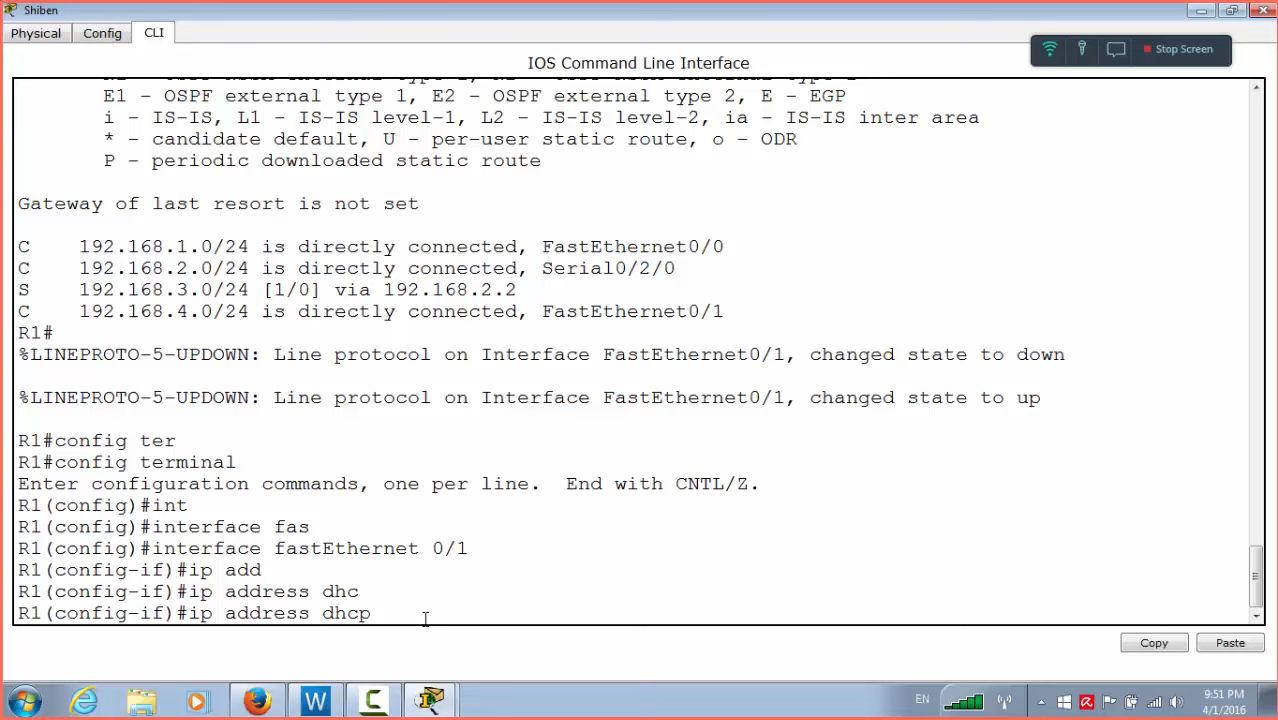 Shiben
Physical Config CLI
Stop Screen
IOS Command Line Interface
E1 - OSPF external type 1, E2 - OSPF external type 2, E - EGP
i - IS-IS, L1 - IS-IS level-1, L2 - IS-IS level-2, ia - IS-IS inter area
* - candidate default, U - per-user static route, o - ODR
P - periodic downloaded static route
Gateway of last resort is not set
C 192.168.1.0/24 is directly connected, FastEthernet0/0
C 192.168.2.0/24 is directly connected, Serial0/2/0
S 192.168.3.0/24 [1/0] via 192.168.2.2
C 192.168.4.0/24 is directly connected, FastEthernet0/1
R1#
%LINEPROTO-5-UPDOWN: Line protocol on Interface FastEthernet0/1, changed state to down
%LINEPROTO-5-UPDOWN: Line protocol on Interface FastEthernet0/1, changed state to up
R1#config ter
R1#config terminal
Enter configuration commands, one per line. End with CNTL/Z.
R1(config)#int
R1(config)#interface fas
R1(config)#interface fastEthernet 0/1
R1(config-if)#ip add
R1(config-if)#ip address dhc
R1(config-if)#ip address dhcp
Copy Paste
EN
9:51 PM
4/1/2016